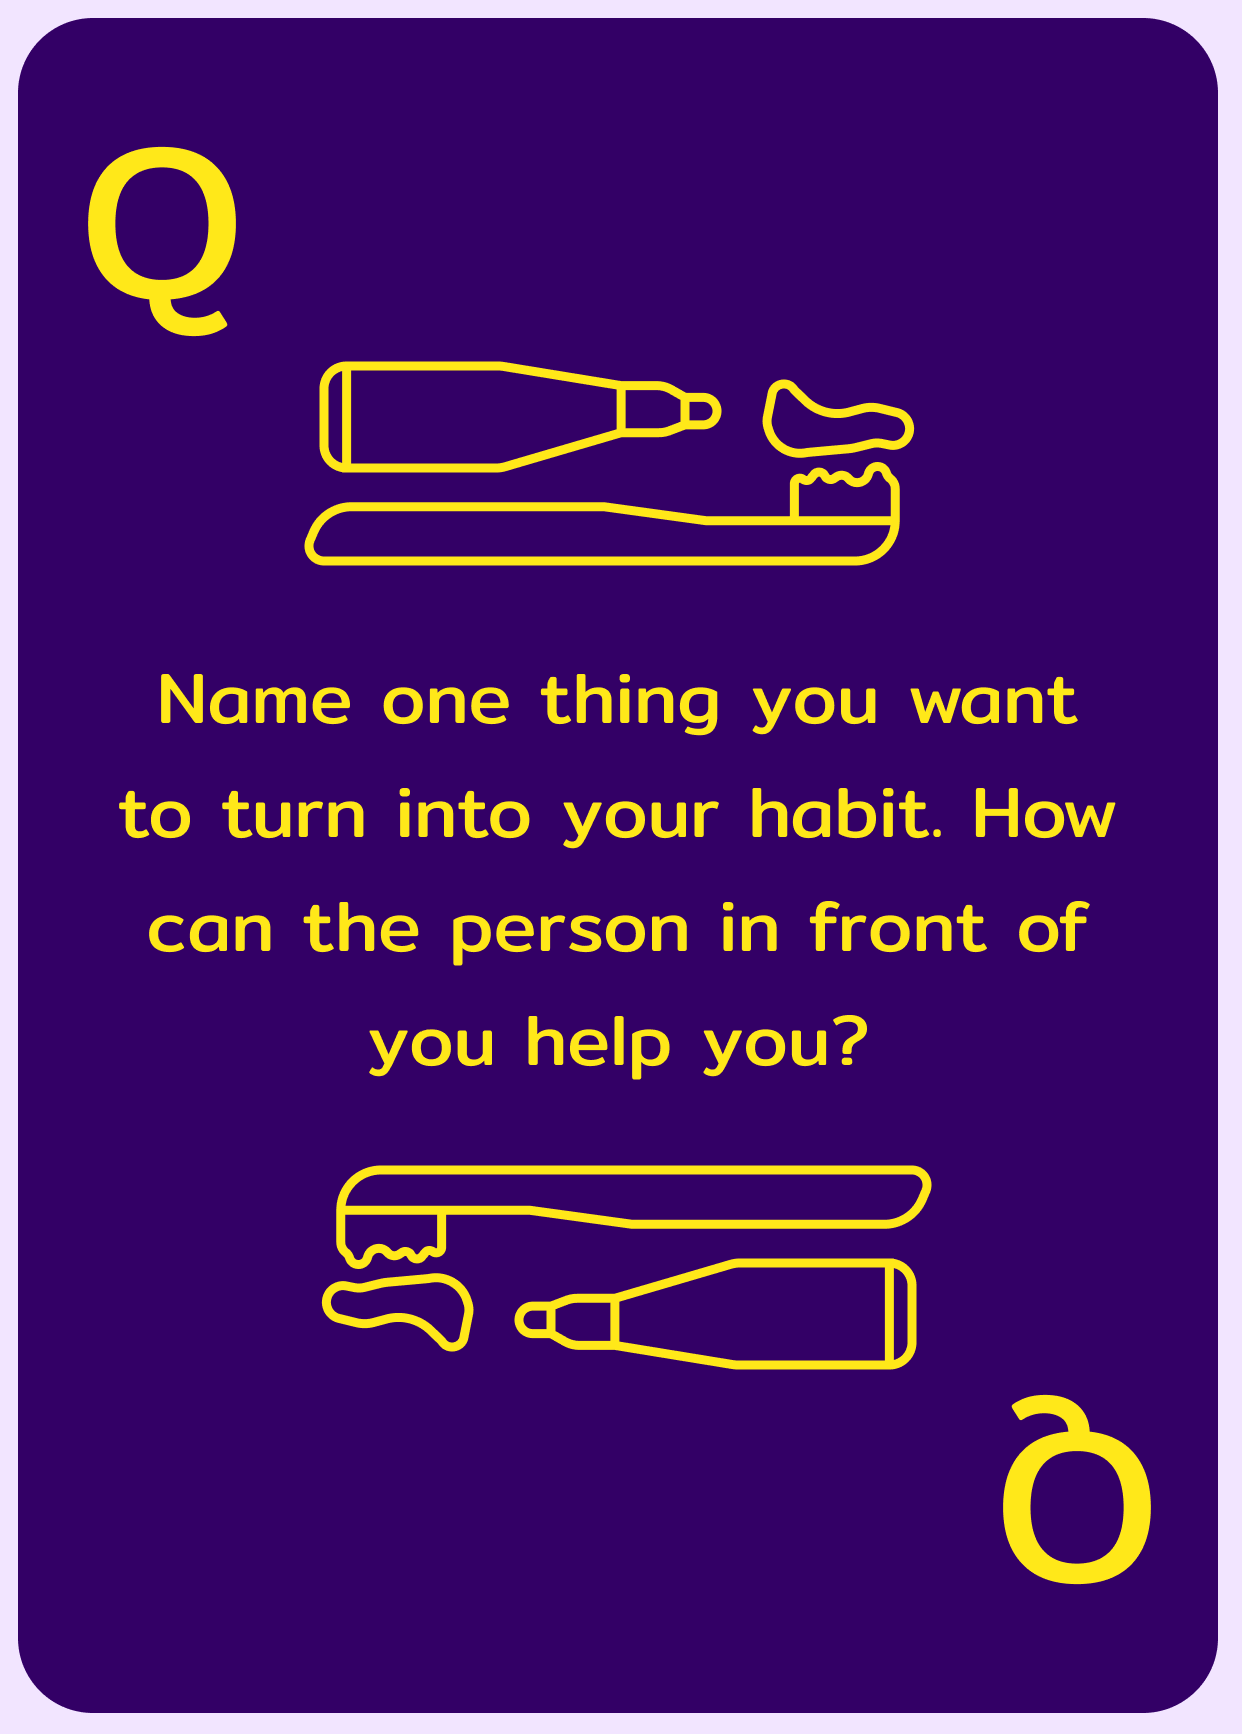 Q
Name one thing you want
to turn into your habit. How
can the person in front of
you help you?
Q